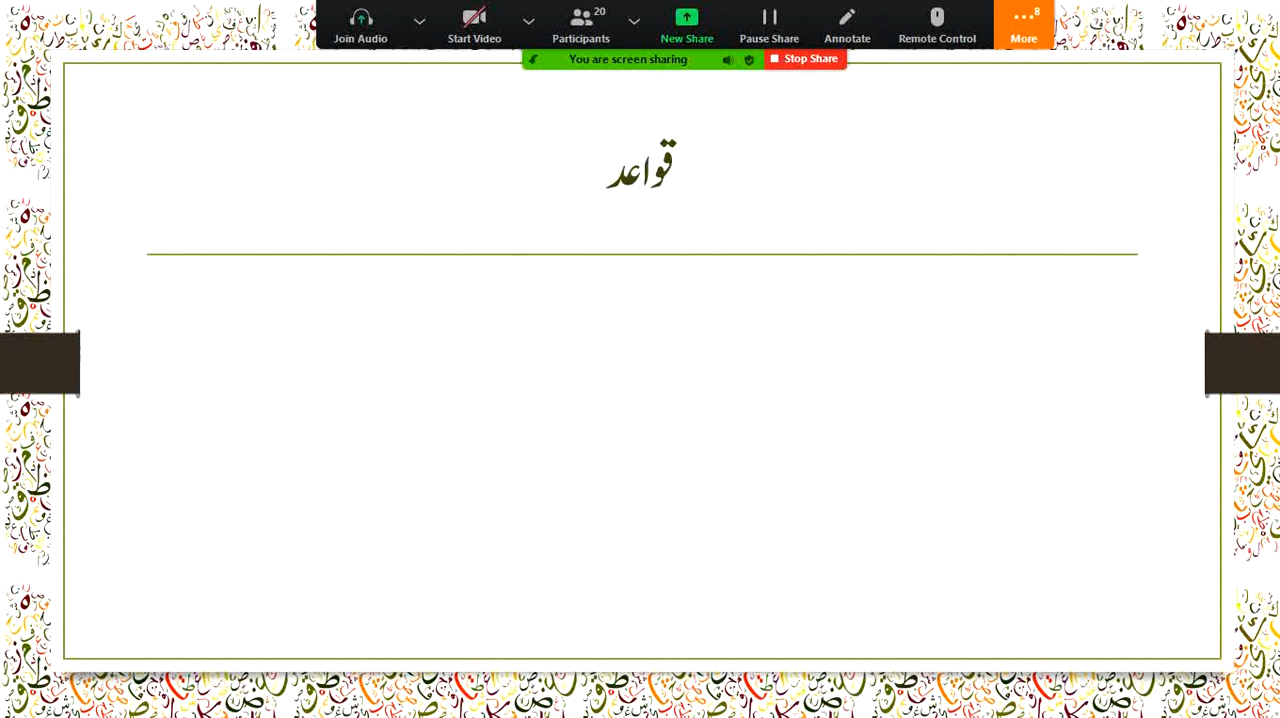 20
8
Join Audio
Start Video
Participants
New Share
Pause Share
Annotate
Remote Control
More
You are screen sharing
Stop Share
قواعد